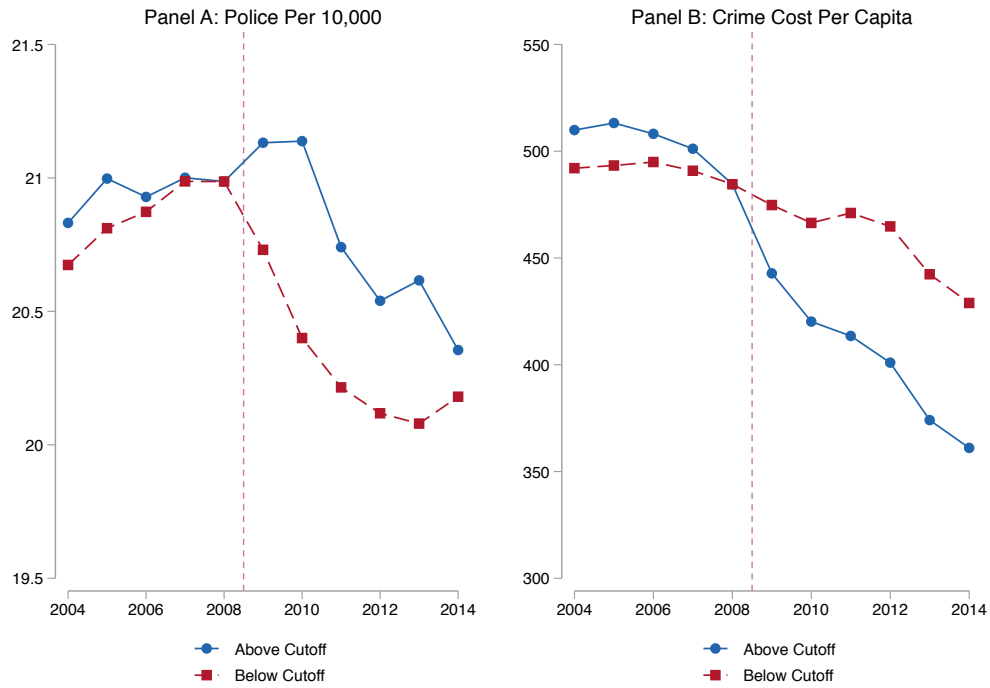 Panel A: Police Per 10,000
21.5
21
20.5
20
19.5
2004 2006 2008 2010 2012 2014
Above Cutoff
Below Cutoff
Panel B: Crime Cost Per Capita
550
500
450
400
350
300
2004 2006 2008 2010 2012 2014
Above Cutoff
Below Cutoff